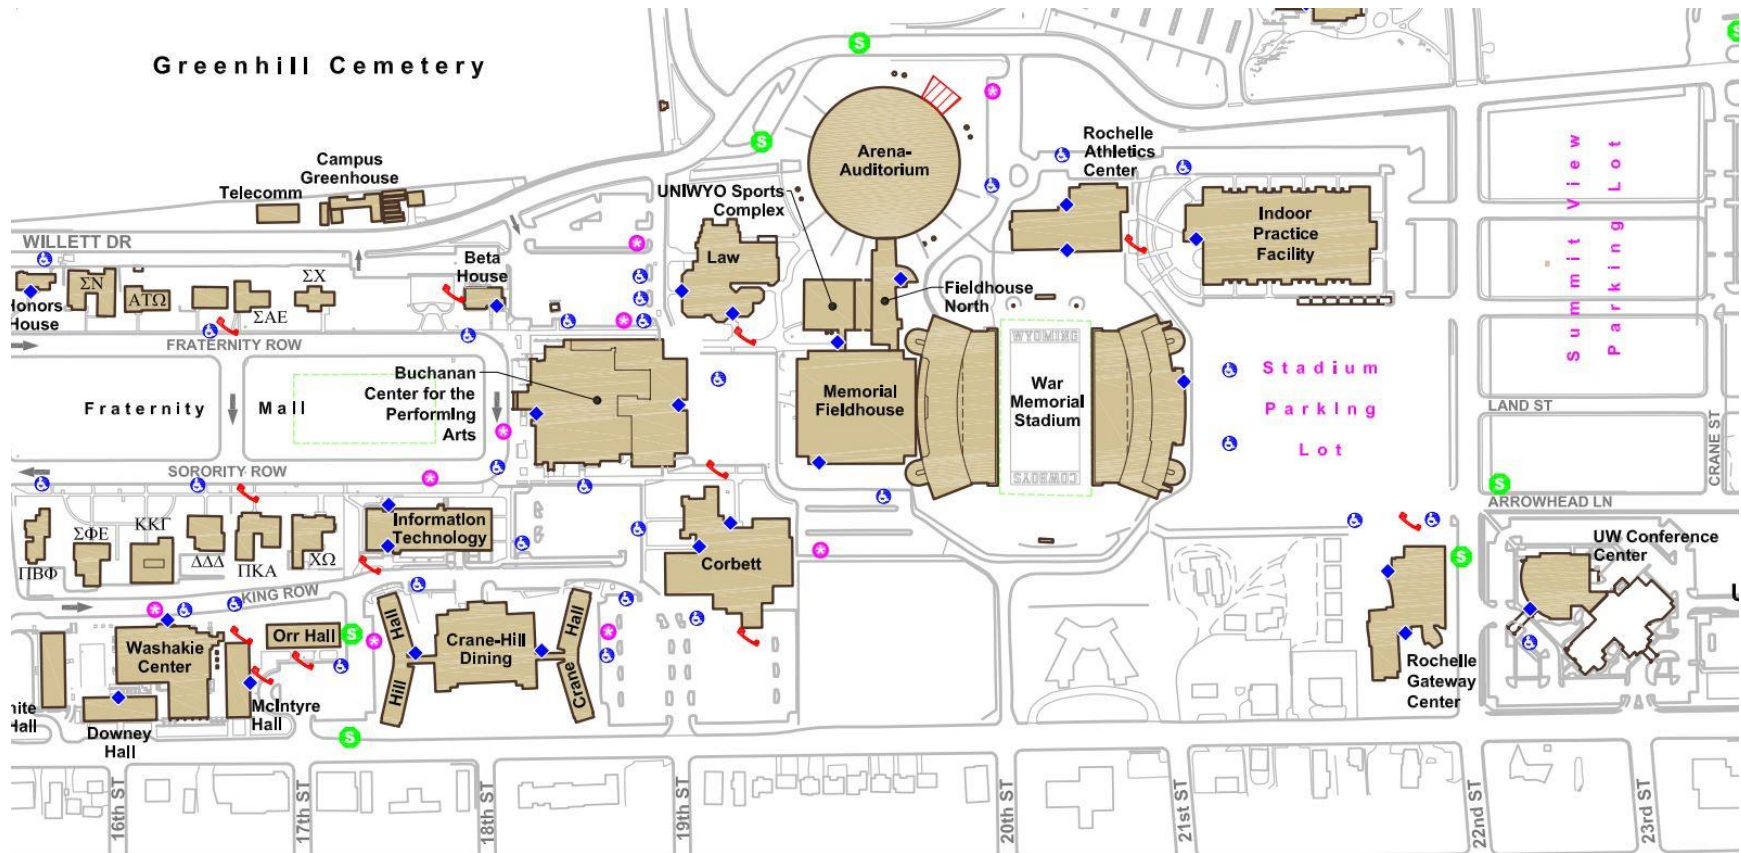 Greenhill Cemetery
S
S
Arena-
Auditorium
Rochelle
Athletics
Center
Summit View
Parking Lot
Campus
Greenhouse
Telecomm
UNIWYO Sports
Complex
Indoor
Practice
Facility
WILLETT DR
Beta
House
Law
ΣΝ
ΑΤΩ
ΣΑΕ
ΣΧ
Honors
House
Fieldhouse
North
FRATERNITY ROW
WYOMING
Buchanan
Center for the
Performing
Arts
Memorial
Fieldhouse
War
Memorial
Stadium
Stadium
Parking
Lot
Fraternity Mall
LAND ST
CRANE ST
SORORITY ROW
COWBOYS
S
ARROWHEAD LN
Information
Technology
ΣΦΕ
ΚΚΓ
ΠΒΦ
ΔΔΔ
ΠΚΑ
ΧΩ
Corbett
S
UW Conference
Center
KING ROW
Orr Hall
S
Washakie
Center
Hall
Hill
Crane-Hill
Dining
Hall
Crane
Rochelle
Gateway
Center
McIntyre
Hall
Hall
Downey
Hall
S
16th ST
17th ST
18th ST
19th ST
20th ST
21st ST
22nd ST
23rd ST